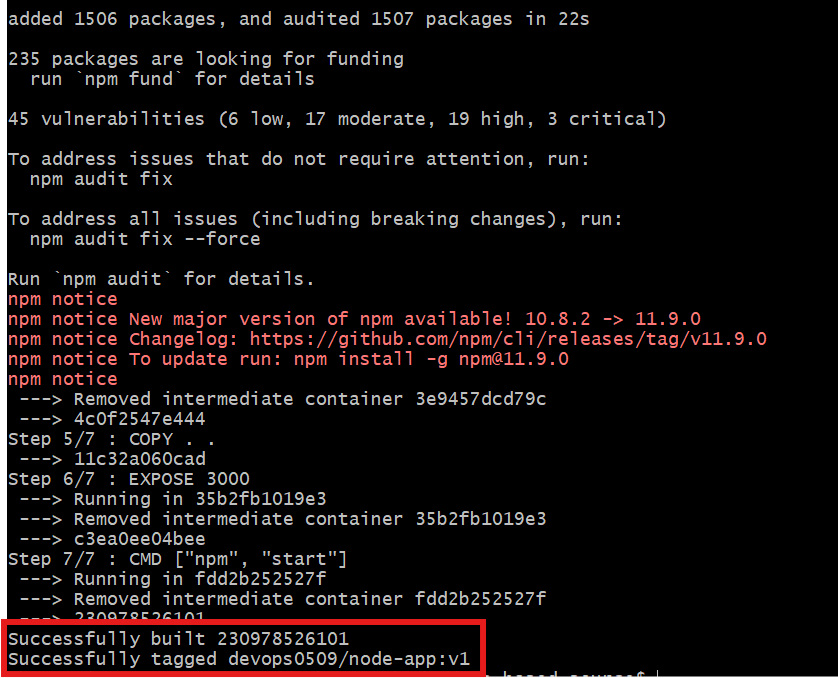 added 1506 packages, and audited 1507 packages in 22s
235 packages are looking for funding
  run `npm fund` for details
45 vulnerabilities (6 low, 17 moderate, 19 high, 3 critical)
To address issues that do not require attention, run:
  npm audit fix
To address all issues (including breaking changes), run:
  npm audit fix --force
Run `npm audit` for details.
npm notice
npm notice New major version of npm available! 10.8.2 -> 11.9.0
npm notice Changelog: https://github.com/npm/cli/releases/tag/v11.9.0
npm notice To update run: npm install -g npm@11.9.0
npm notice
 ---> Removed intermediate container 3e9457dcd79c
 ---> 4c0f2547e444
Step 5/7 : COPY . .
 ---> 11c32a060cad
Step 6/7 : EXPOSE 3000
 ---> Running in 35b2fb1019e3
 ---> Removed intermediate container 35b2fb1019e3
 ---> c3ea0ee04bee
Step 7/7 : CMD ["npm", "start"]
 ---> Running in fdd2b252527f
 ---> Removed intermediate container fdd2b252527f
 ---> 230978526101
Successfully built 230978526101
Successfully tagged devops0509/node-app:v1